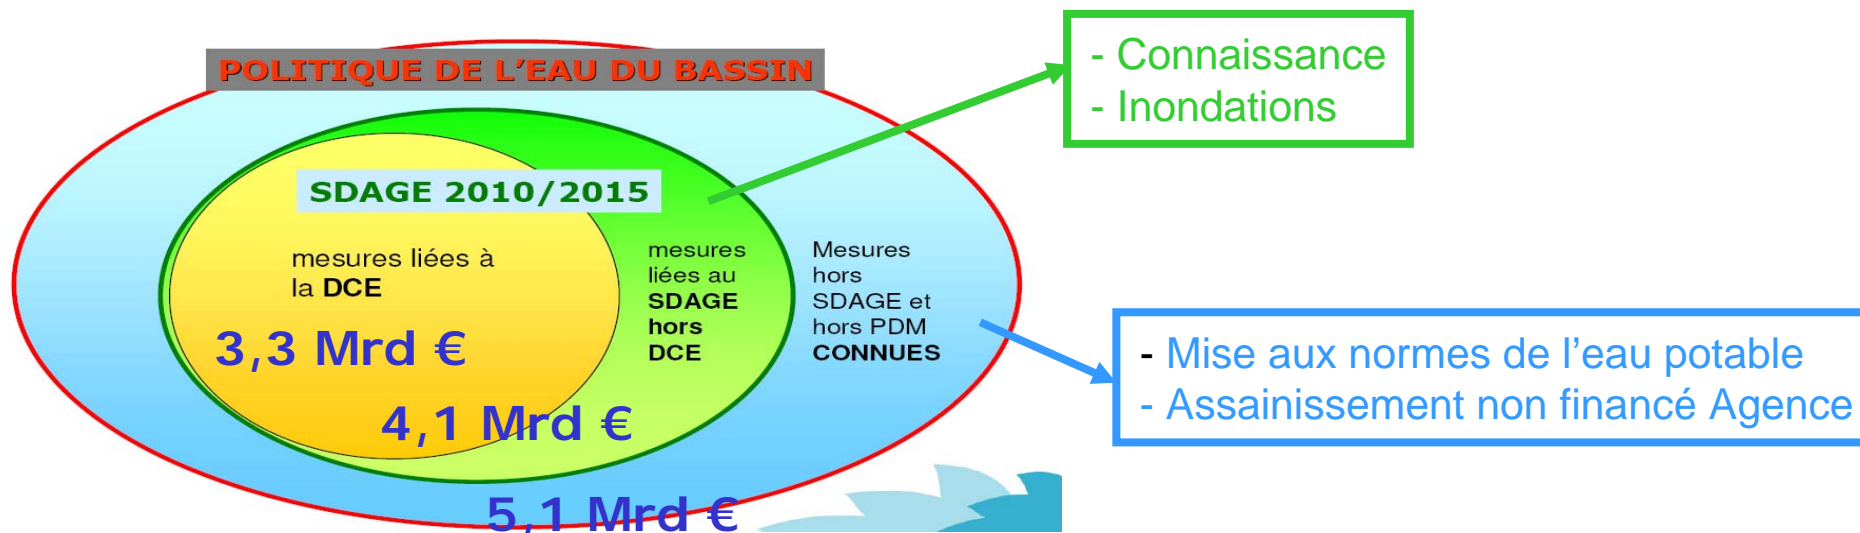 POLITIQUE DE L’EAU DU BASSIN
- Connaissance
- Inondations
SDAGE 2010/2015
mesures liées à
la DCE
3,3 Mrd €
mesures
liées au
SDAGE
hors
DCE
Mesures
hors
SDAGE et
hors PDM
CONNUES
4,1 Mrd €
5,1 Mrd €
- Mise aux normes de l’eau potable
- Assainissement non financé Agence